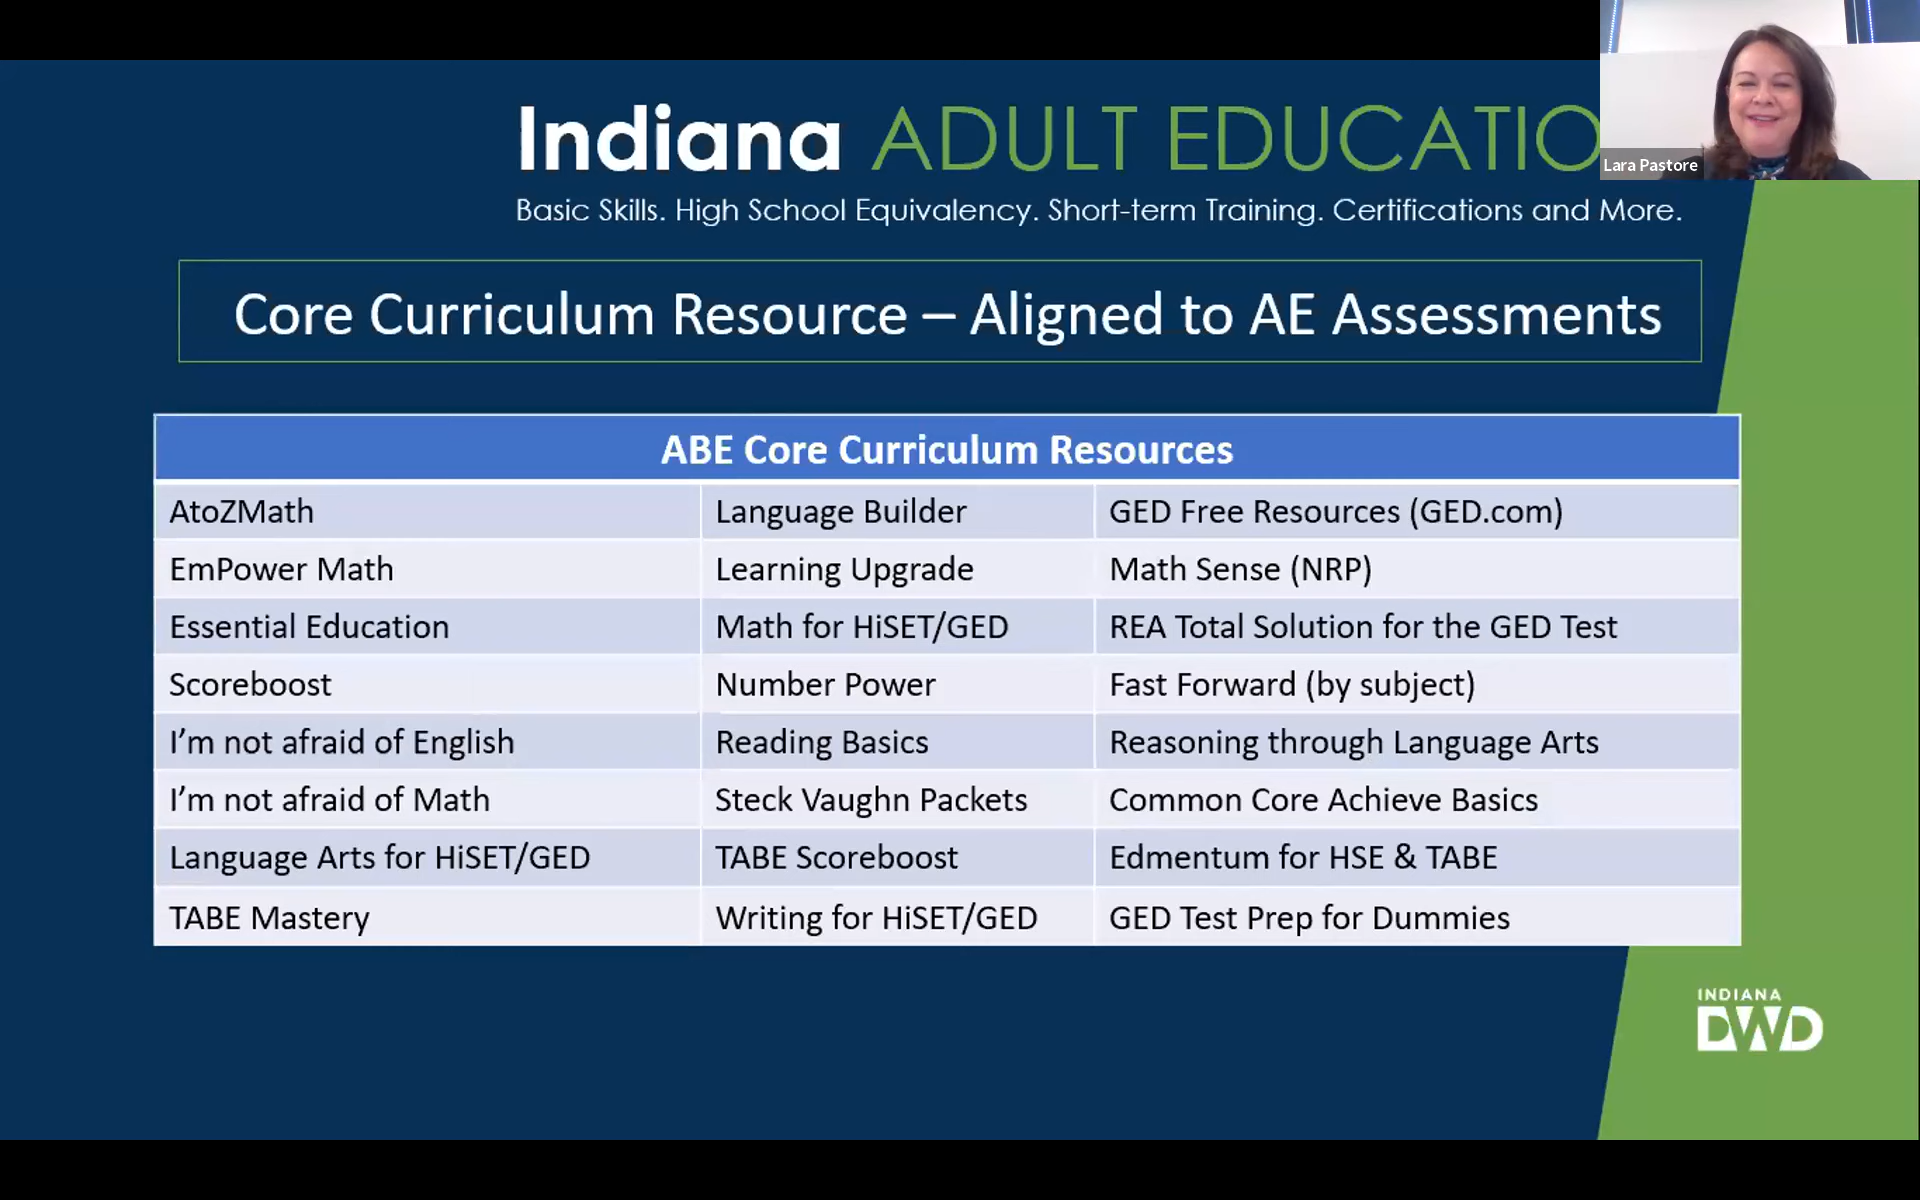 Indiana ADULT EDUCATIO
Lara Pastore
Basic Skills. High School Equivalency. Short-term Training. Certifications and More.
Core Curriculum Resource – Aligned to AE Assessments
ABE Core Curriculum Resources
AtoZMath Language Builder GED Free Resources (GED.com)
EmPower Math Learning Upgrade Math Sense (NRP)
Essential Education Math for HiSET/GED REA Total Solution for the GED Test
Scoreboost Number Power Fast Forward (by subject)
I’m not afraid of English Reading Basics Reasoning through Language Arts
I’m not afraid of Math Steck Vaughn Packets Common Core Achieve Basics
Language Arts for HiSET/GED TABE Scoreboost Edmentum for HSE & TABE
TABE Mastery Writing for HiSET/GED GED Test Prep for Dummies
INDIANA
DWD